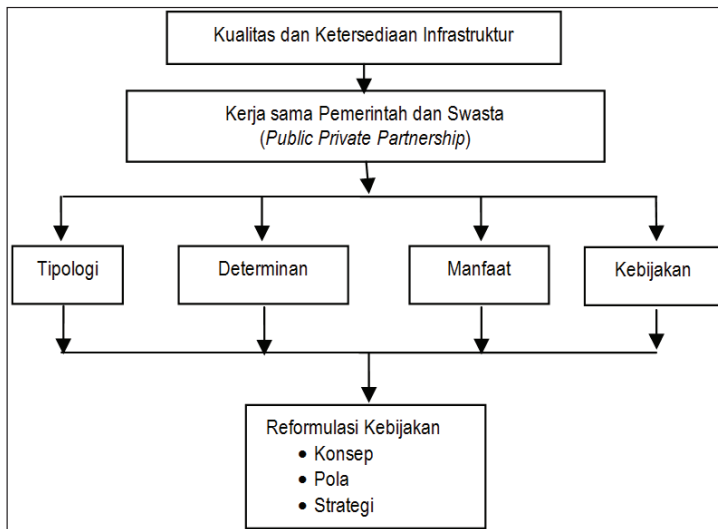 Kualitas dan Ketersediaan Infrastruktur
Kerja sama Pemerintah dan Swasta
(Public Private Partnership)
Tipologi
Determinan
Manfaat
Kebijakan
Reformulasi Kebijakan
• Konsep
• Pola
• Strategi